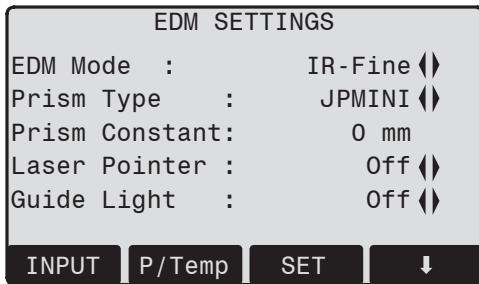 EDM SETTINGS
EDM Mode : IR-Fine
Prism Type : JPMINI
Prism Constant: 0 mm
Laser Pointer : Off
Guide Light : Off
INPUT P/Temp SET ⬇